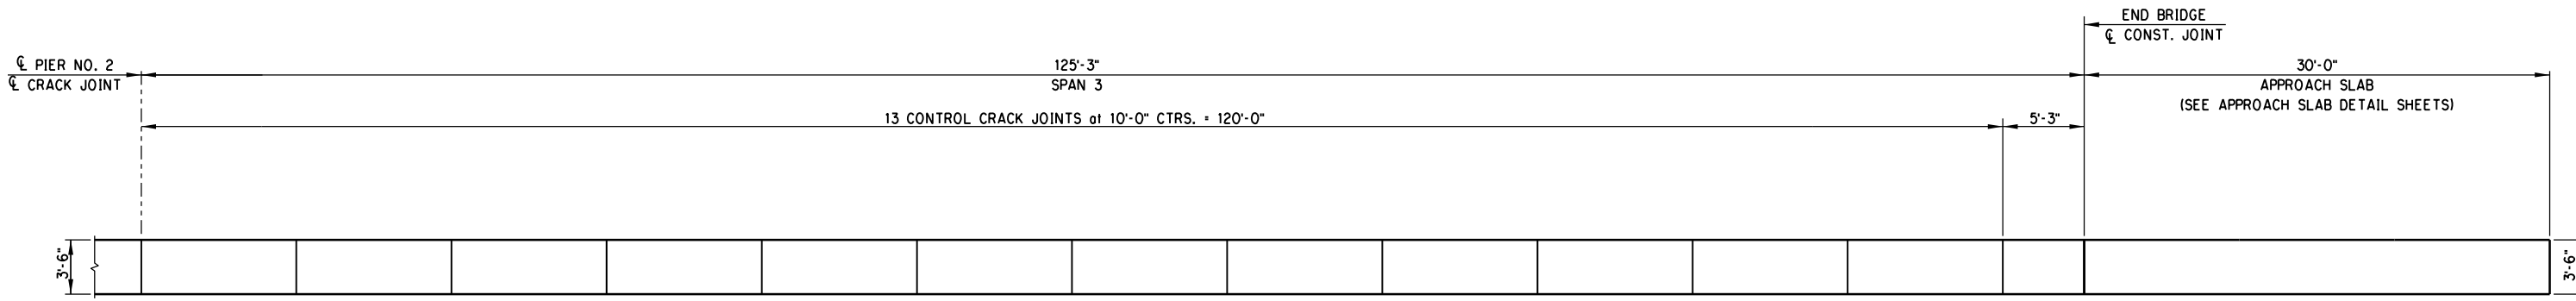 END BRIDGE
℄ CONST. JOINT
℄ PIER NO. 2
℄ CRACK JOINT
125'-3"
SPAN 3
30'-0"
APPROACH SLAB
(SEE APPROACH SLAB DETAIL SHEETS)
13 CONTROL CRACK JOINTS at 10'-0" CTRS. = 120'-0"
5'-3"
3'-6"
3'-6"